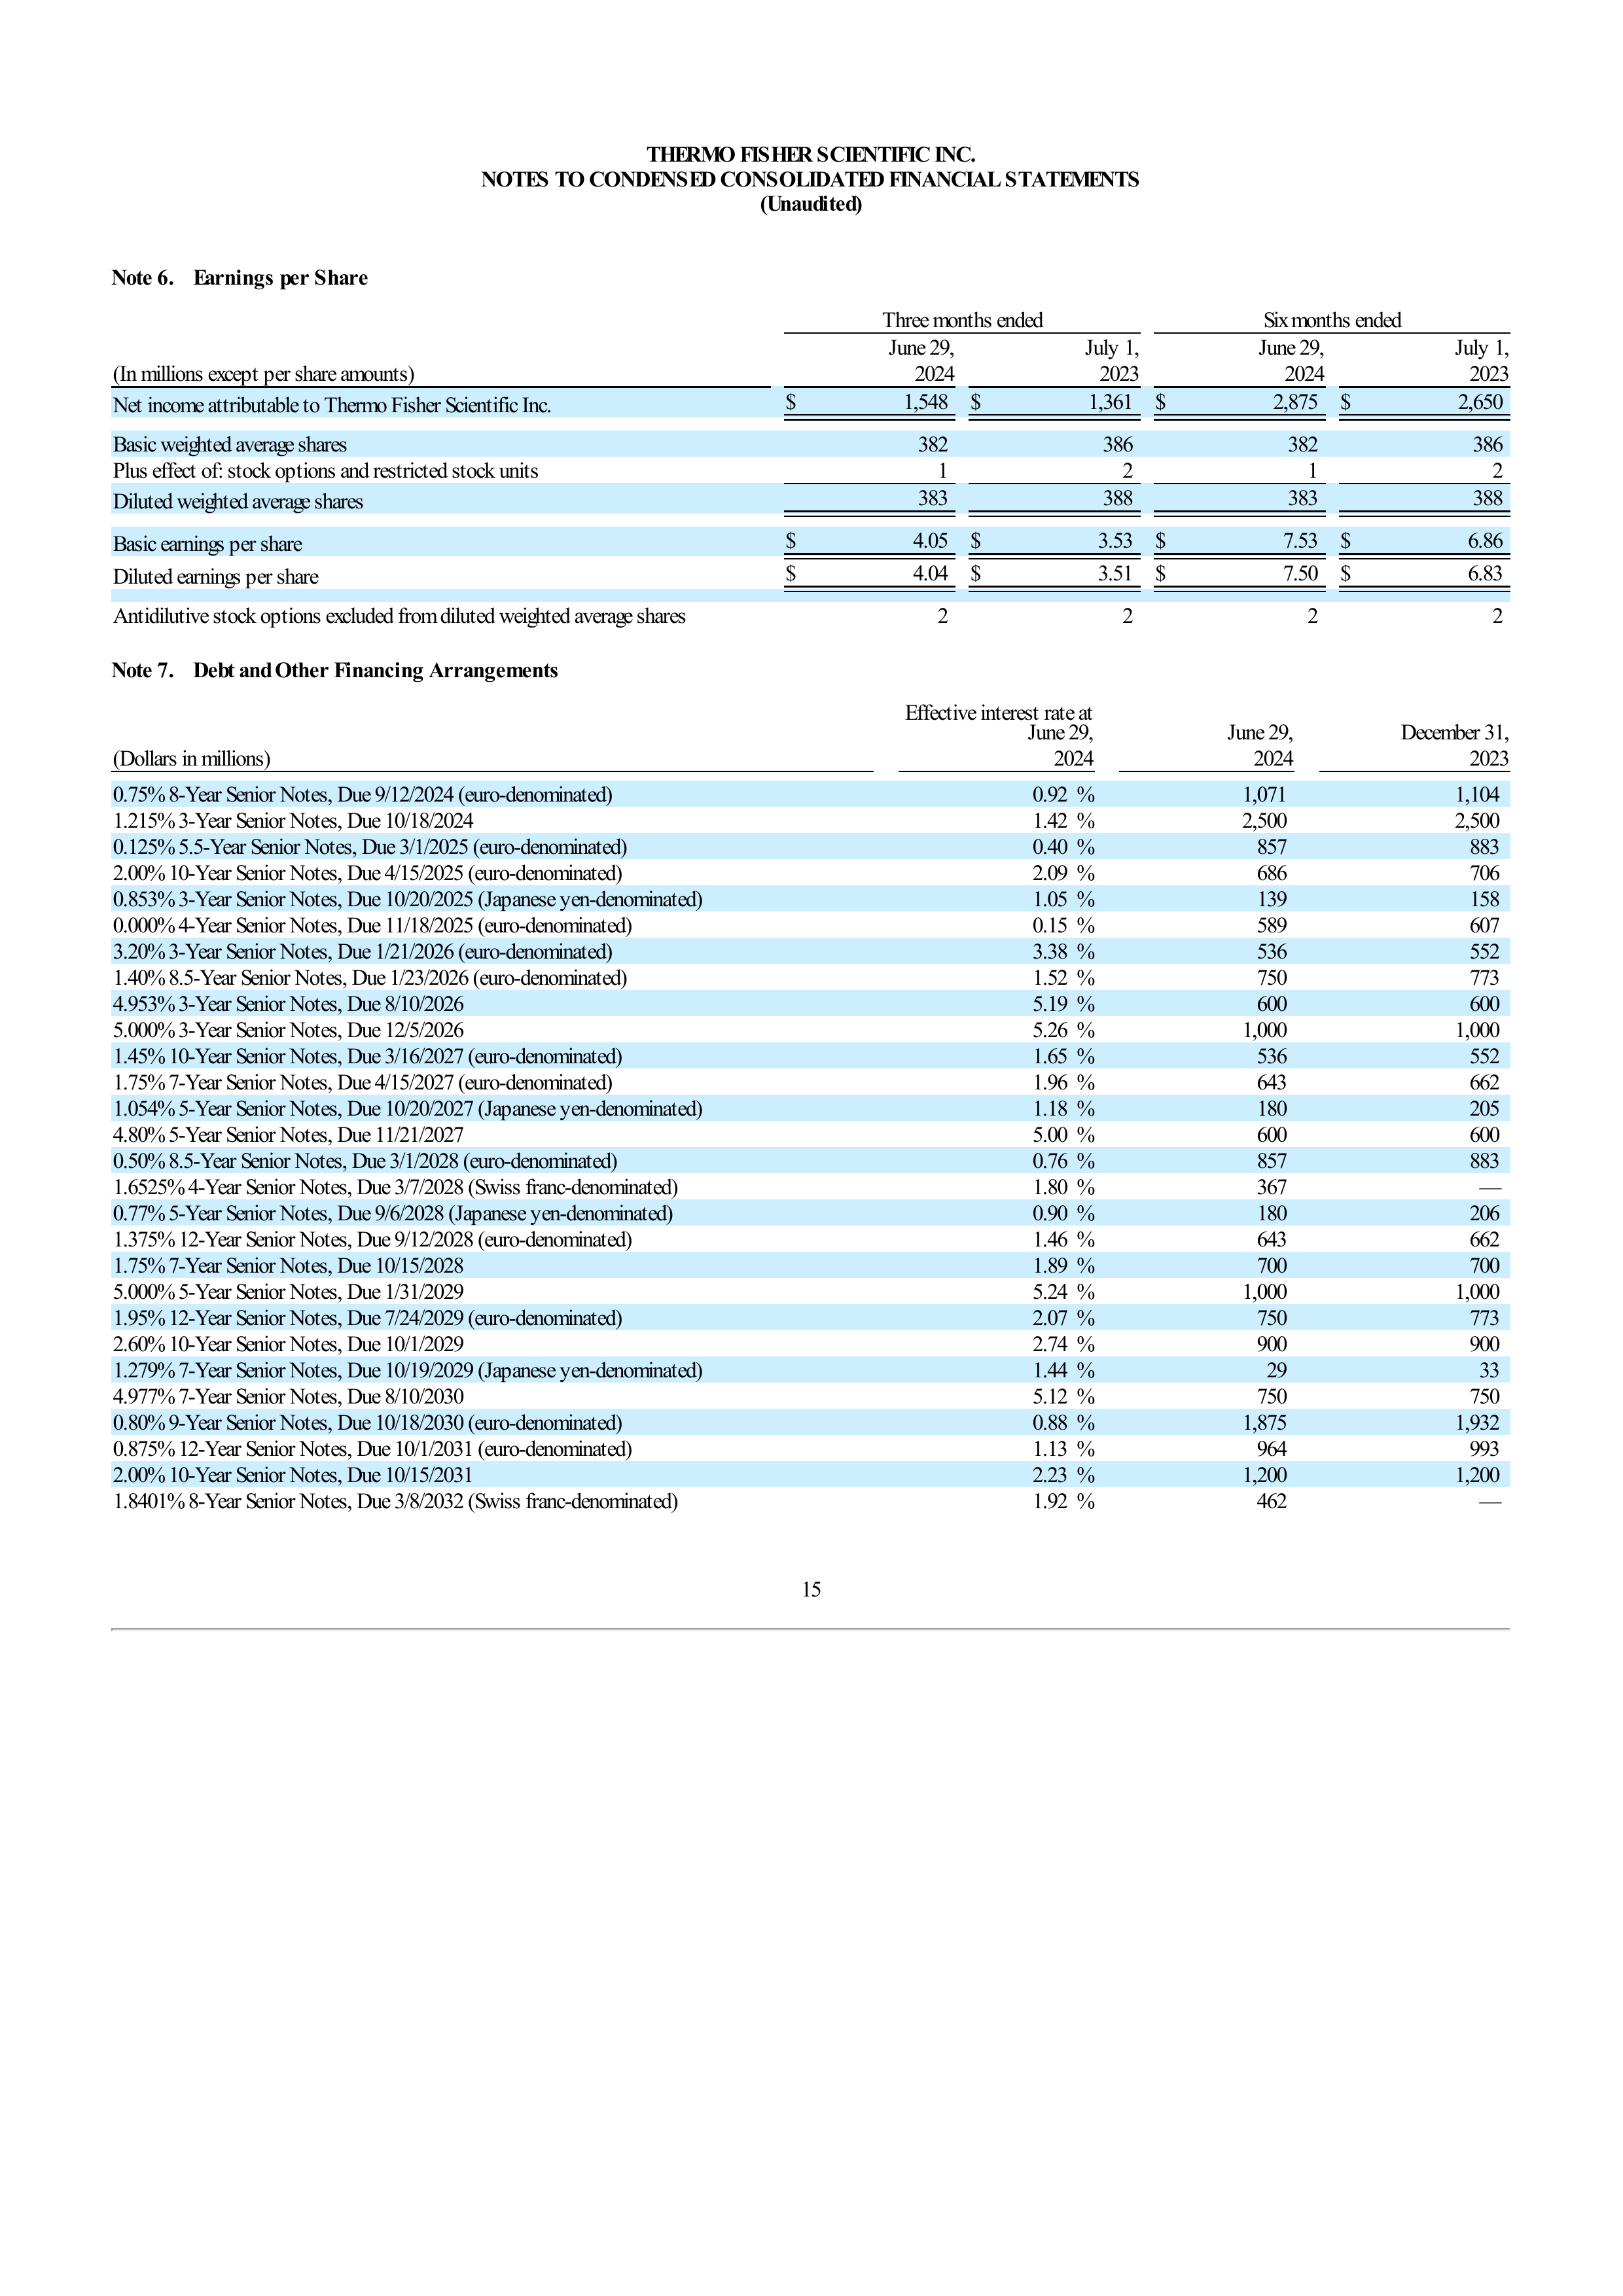 THERMO FISHER SCIENTIFIC INC.
NOTES TO CONDENSED CONSOLIDATED FINANCIAL STATEMENTS
(Unaudited)
Note 6. Earnings per Share
Three months ended Six months ended
June 29, July 1, June 29, July 1,
(In millions except per share amounts) 2024 2023 2024 2023
Net income attributable to Thermo Fisher Scientific Inc. $ 1,548 $ 1,361 $ 2,875 $ 2,650
Basic weighted average shares 382 386 382 386
Plus effect of: stock options and restricted stock units 1 2 1 2
Diluted weighted average shares 383 388 383 388
Basic earnings per share $ 4.05 $ 3.53 $ 7.53 $ 6.86
Diluted earnings per share $ 4.04 $ 3.51 $ 7.50 $ 6.83
Antidilutive stock options excluded from diluted weighted average shares 2 2 2 2
Note 7. Debt and Other Financing Arrangements
Effective interest rate at
June 29, June 29, December 31,
(Dollars in millions) 2024 2024 2023
0.75% 8-Year Senior Notes, Due 9/12/2024 (euro-denominated) 0.92 % 1,071 1,104
1.215% 3-Year Senior Notes, Due 10/18/2024 1.42 % 2,500 2,500
0.125% 5.5-Year Senior Notes, Due 3/1/2025 (euro-denominated) 0.40 % 857 883
2.00% 10-Year Senior Notes, Due 4/15/2025 (euro-denominated) 2.09 % 686 706
0.853% 3-Year Senior Notes, Due 10/20/2025 (Japanese yen-denominated) 1.05 % 139 158
0.000% 4-Year Senior Notes, Due 11/18/2025 (euro-denominated) 0.15 % 589 607
3.20% 3-Year Senior Notes, Due 1/21/2026 (euro-denominated) 3.38 % 536 552
1.40% 8.5-Year Senior Notes, Due 1/23/2026 (euro-denominated) 1.52 % 750 773
4.953% 3-Year Senior Notes, Due 8/10/2026 5.19 % 600 600
5.000% 3-Year Senior Notes, Due 12/5/2026 5.26 % 1,000 1,000
1.45% 10-Year Senior Notes, Due 3/16/2027 (euro-denominated) 1.65 % 536 552
1.75% 7-Year Senior Notes, Due 4/15/2027 (euro-denominated) 1.96 % 643 662
1.054% 5-Year Senior Notes, Due 10/20/2027 (Japanese yen-denominated) 1.18 % 180 205
4.80% 5-Year Senior Notes, Due 11/21/2027 5.00 % 600 600
0.50% 8.5-Year Senior Notes, Due 3/1/2028 (euro-denominated) 0.76 % 857 883
1.6525% 4-Year Senior Notes, Due 3/7/2028 (Swiss franc-denominated) 1.80 % 367 —
0.77% 5-Year Senior Notes, Due 9/6/2028 (Japanese yen-denominated) 0.90 % 180 206
1.375% 12-Year Senior Notes, Due 9/12/2028 (euro-denominated) 1.46 % 643 662
1.75% 7-Year Senior Notes, Due 10/15/2028 1.89 % 700 700
5.000% 5-Year Senior Notes, Due 1/31/2029 5.24 % 1,000 1,000
1.95% 12-Year Senior Notes, Due 7/24/2029 (euro-denominated) 2.07 % 750 773
2.60% 10-Year Senior Notes, Due 10/1/2029 2.74 % 900 900
1.279% 7-Year Senior Notes, Due 10/19/2029 (Japanese yen-denominated) 1.44 % 29 33
4.977% 7-Year Senior Notes, Due 8/10/2030 5.12 % 750 750
0.80% 9-Year Senior Notes, Due 10/18/2030 (euro-denominated) 0.88 % 1,875 1,932
0.875% 12-Year Senior Notes, Due 10/1/2031 (euro-denominated) 1.13 % 964 993
2.00% 10-Year Senior Notes, Due 10/15/2031 2.23 % 1,200 1,200
1.8401% 8-Year Senior Notes, Due 3/8/2032 (Swiss franc-denominated) 1.92 % 462 —
15